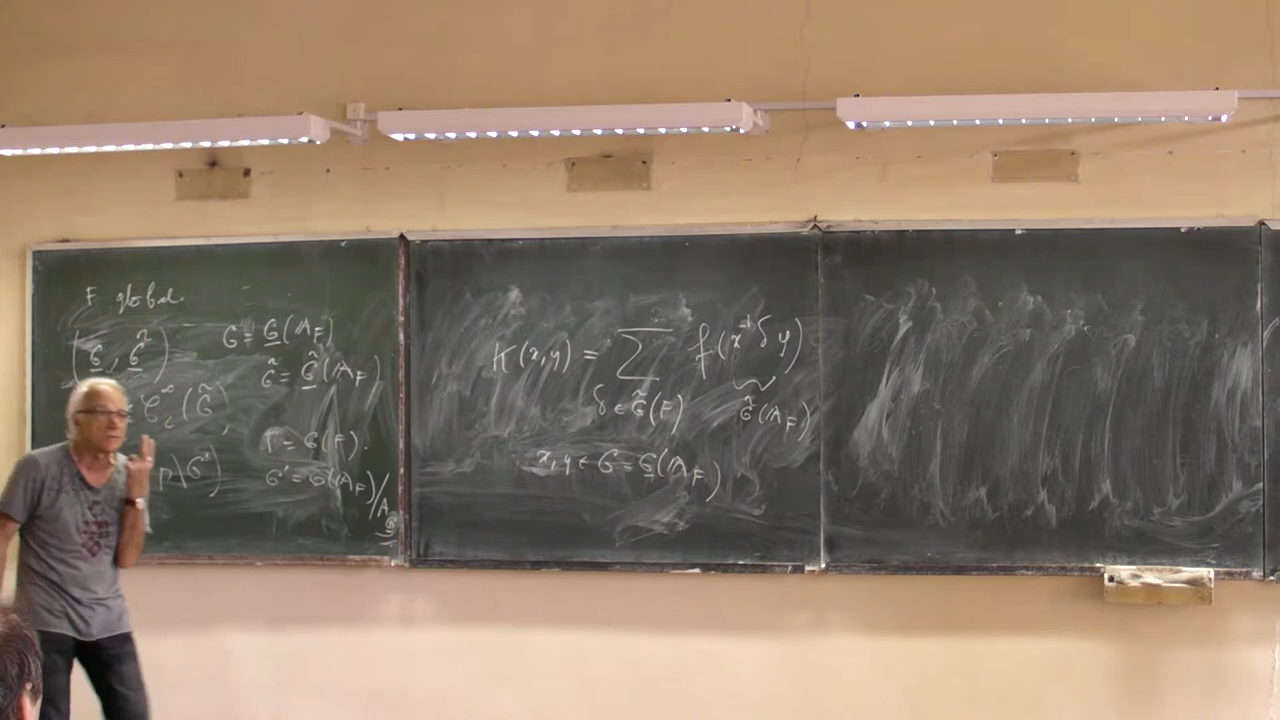 F global
(G, G̃) G = G(𝔸_F)
G̃ = G̃(𝔸_F)
C_c^∞(G̃),
Γ = G(F).
Γ\G') G' = G(𝔸_F)/A_G
K(x,y) = ∑ f(x⁻¹ δ y)
δ ∈ G̃(F) G̃(𝔸_F)
x,y ∈ G = G(𝔸_F)